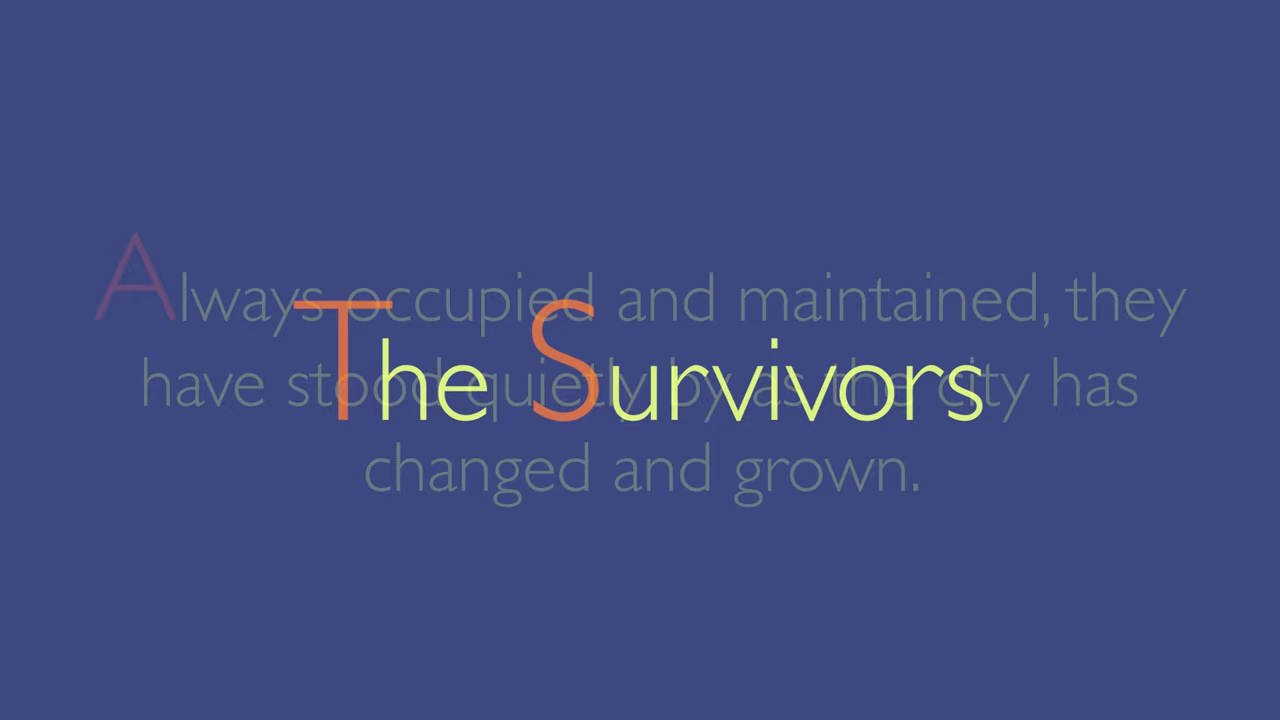 Always occupied and maintained, they
The Survivors
have stood quietly by as the city has
changed and grown.